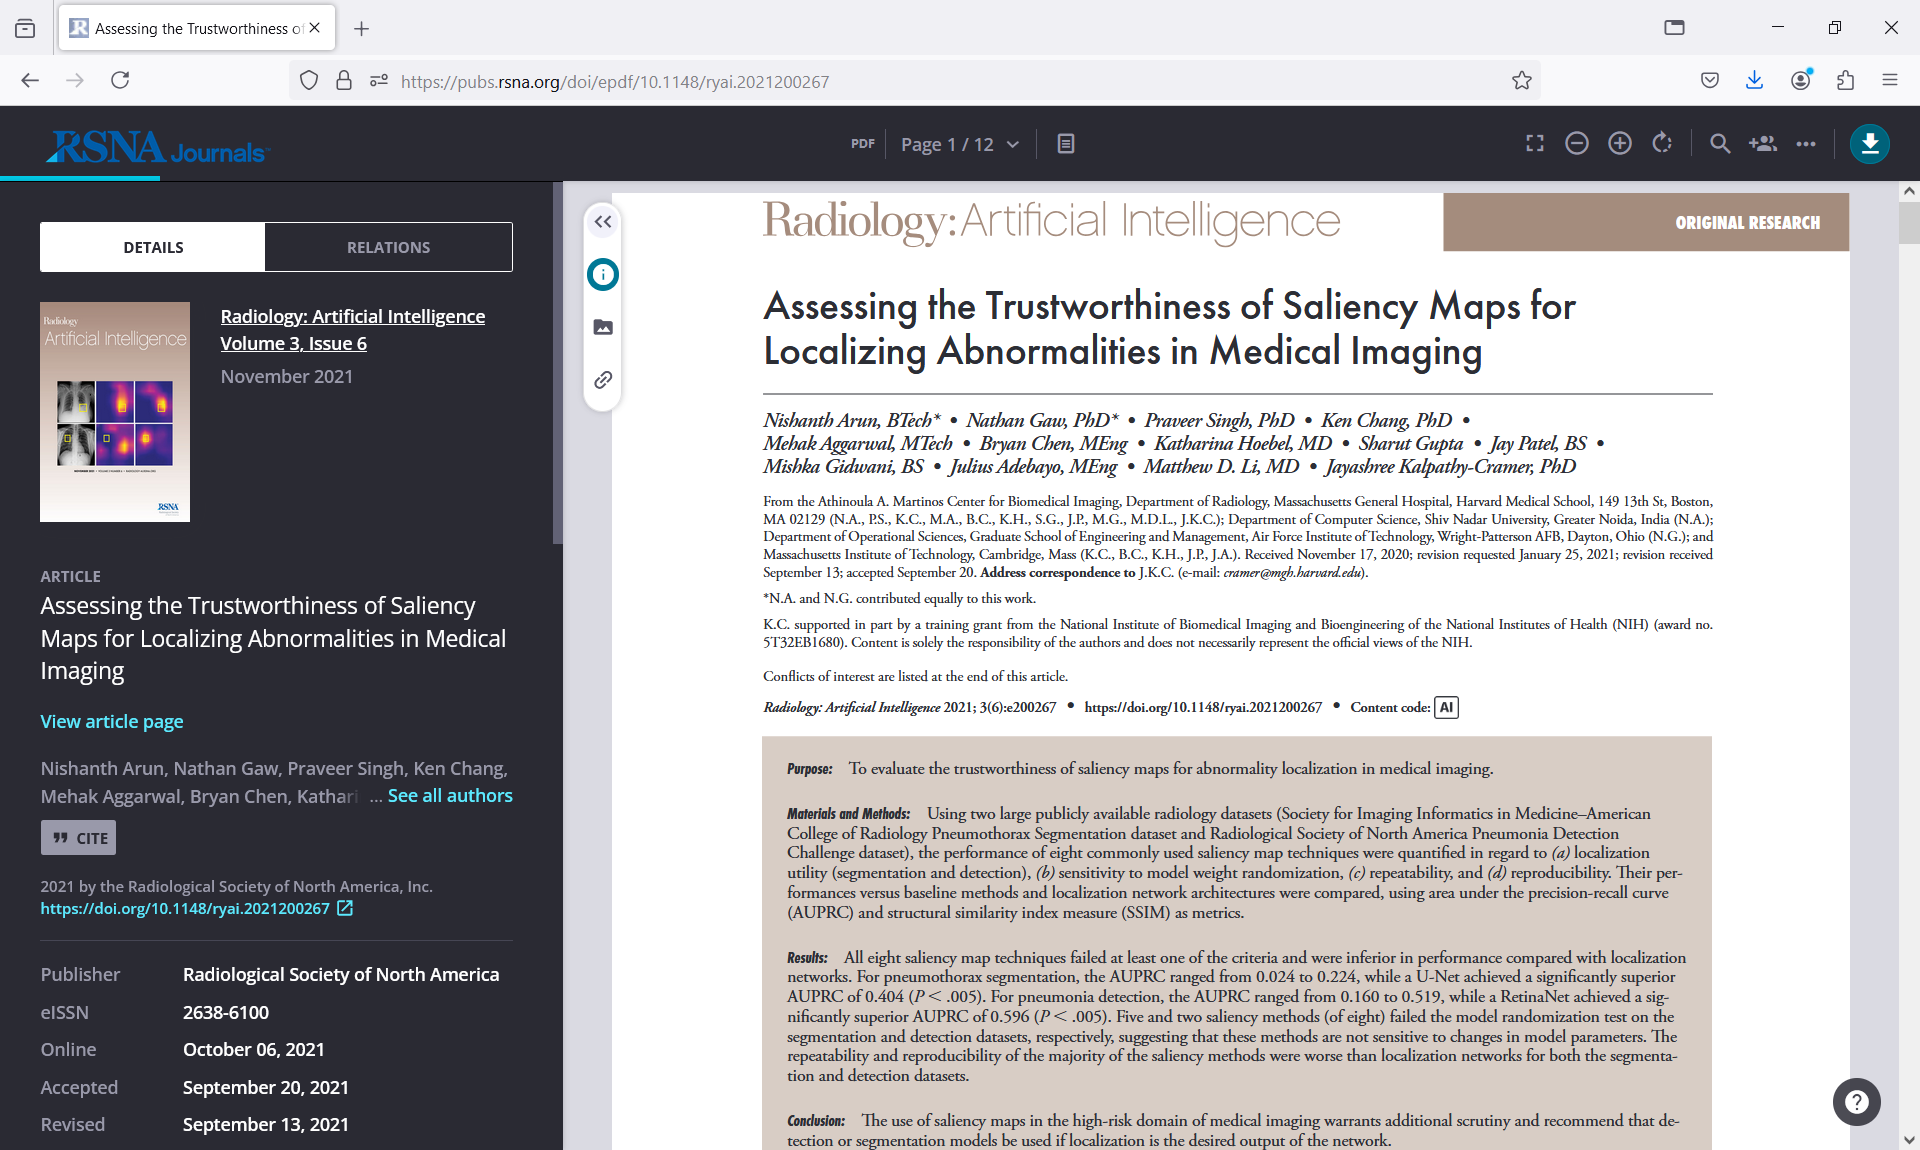 Assessing the Trustworthiness of
https://pubs.rsna.org/doi/epdf/10.1148/ryai.2021200267
RSNA Journals
PDF
Page 1 / 12
DETAILS
RELATIONS
Radiology
Artificial Intelligence
RSNA
Radiology: Artificial Intelligence
Volume 3, Issue 6
November 2021
ARTICLE
Assessing the Trustworthiness of Saliency
Maps for Localizing Abnormalities in Medical
Imaging
View article page
Nishanth Arun, Nathan Gaw, Praveer Singh, Ken Chang,
Mehak Aggarwal, Bryan Chen, Kathari ... See all authors
CITE
2021 by the Radiological Society of North America, Inc.
https://doi.org/10.1148/ryai.2021200267
Publisher Radiological Society of North America
eISSN 2638-6100
Online October 06, 2021
Accepted September 20, 2021
Revised September 13, 2021
Radiology: Artificial Intelligence
ORIGINAL RESEARCH
Assessing the Trustworthiness of Saliency Maps for
Localizing Abnormalities in Medical Imaging
Nishanth Arun, BTech* • Nathan Gaw, PhD* • Praveer Singh, PhD • Ken Chang, PhD •
Mehak Aggarwal, MTech • Bryan Chen, MEng • Katharina Hoebel, MD • Sharut Gupta • Jay Patel, BS •
Mishka Gidwani, BS • Julius Adebayo, MEng • Matthew D. Li, MD • Jayashree Kalpathy-Cramer, PhD
From the Athinoula A. Martinos Center for Biomedical Imaging, Department of Radiology, Massachusetts General Hospital, Harvard Medical School, 149 13th St, Boston,
MA 02129 (N.A., P.S., K.C., M.A., B.C., K.H., S.G., J.P., M.G., M.D.L., J.K.C.); Department of Computer Science, Shiv Nadar University, Greater Noida, India (N.A.);
Department of Operational Sciences, Graduate School of Engineering and Management, Air Force Institute of Technology, Wright-Patterson AFB, Dayton, Ohio (N.G.); and
Massachusetts Institute of Technology, Cambridge, Mass (K.C., B.C., K.H., J.P., J.A.). Received November 17, 2020; revision requested January 25, 2021; revision received
September 13; accepted September 20. Address correspondence to J.K.C. (e-mail: cramer@mgh.harvard.edu).
*N.A. and N.G. contributed equally to this work.
K.C. supported in part by a training grant from the National Institute of Biomedical Imaging and Bioengineering of the National Institutes of Health (NIH) (award no.
5T32EB1680). Content is solely the responsibility of the authors and does not necessarily represent the official views of the NIH.
Conflicts of interest are listed at the end of this article.
Radiology: Artificial Intelligence 2021; 3(6):e200267 • https://doi.org/10.1148/ryai.2021200267 • Content code: AI
Purpose: To evaluate the trustworthiness of saliency maps for abnormality localization in medical imaging.
Materials and Methods: Using two large publicly available radiology datasets (Society for Imaging Informatics in Medicine–American
College of Radiology Pneumothorax Segmentation dataset and Radiological Society of North America Pneumonia Detection
Challenge dataset), the performance of eight commonly used saliency map techniques were quantified in regard to (a) localization
utility (segmentation and detection), (b) sensitivity to model weight randomization, (c) repeatability, and (d) reproducibility. Their per-
formances versus baseline methods and localization network architectures were compared, using area under the precision-recall curve
(AUPRC) and structural similarity index measure (SSIM) as metrics.
Results: All eight saliency map techniques failed at least one of the criteria and were inferior in performance compared with localization
networks. For pneumothorax segmentation, the AUPRC ranged from 0.024 to 0.224, while a U-Net achieved a significantly superior
AUPRC of 0.404 (P < .005). For pneumonia detection, the AUPRC ranged from 0.160 to 0.519, while a RetinaNet achieved a sig-
nificantly superior AUPRC of 0.596 (P < .005). Five and two saliency methods (of eight) failed the model randomization test on the
segmentation and detection datasets, respectively, suggesting that these methods are not sensitive to changes in model parameters. The
repeatability and reproducibility of the majority of the saliency methods were worse than localization networks for both the segmenta-
tion and detection datasets.
Conclusion: The use of saliency maps in the high-risk domain of medical imaging warrants additional scrutiny and recommend that de-
tection or segmentation models be used if localization is the desired output of the network.